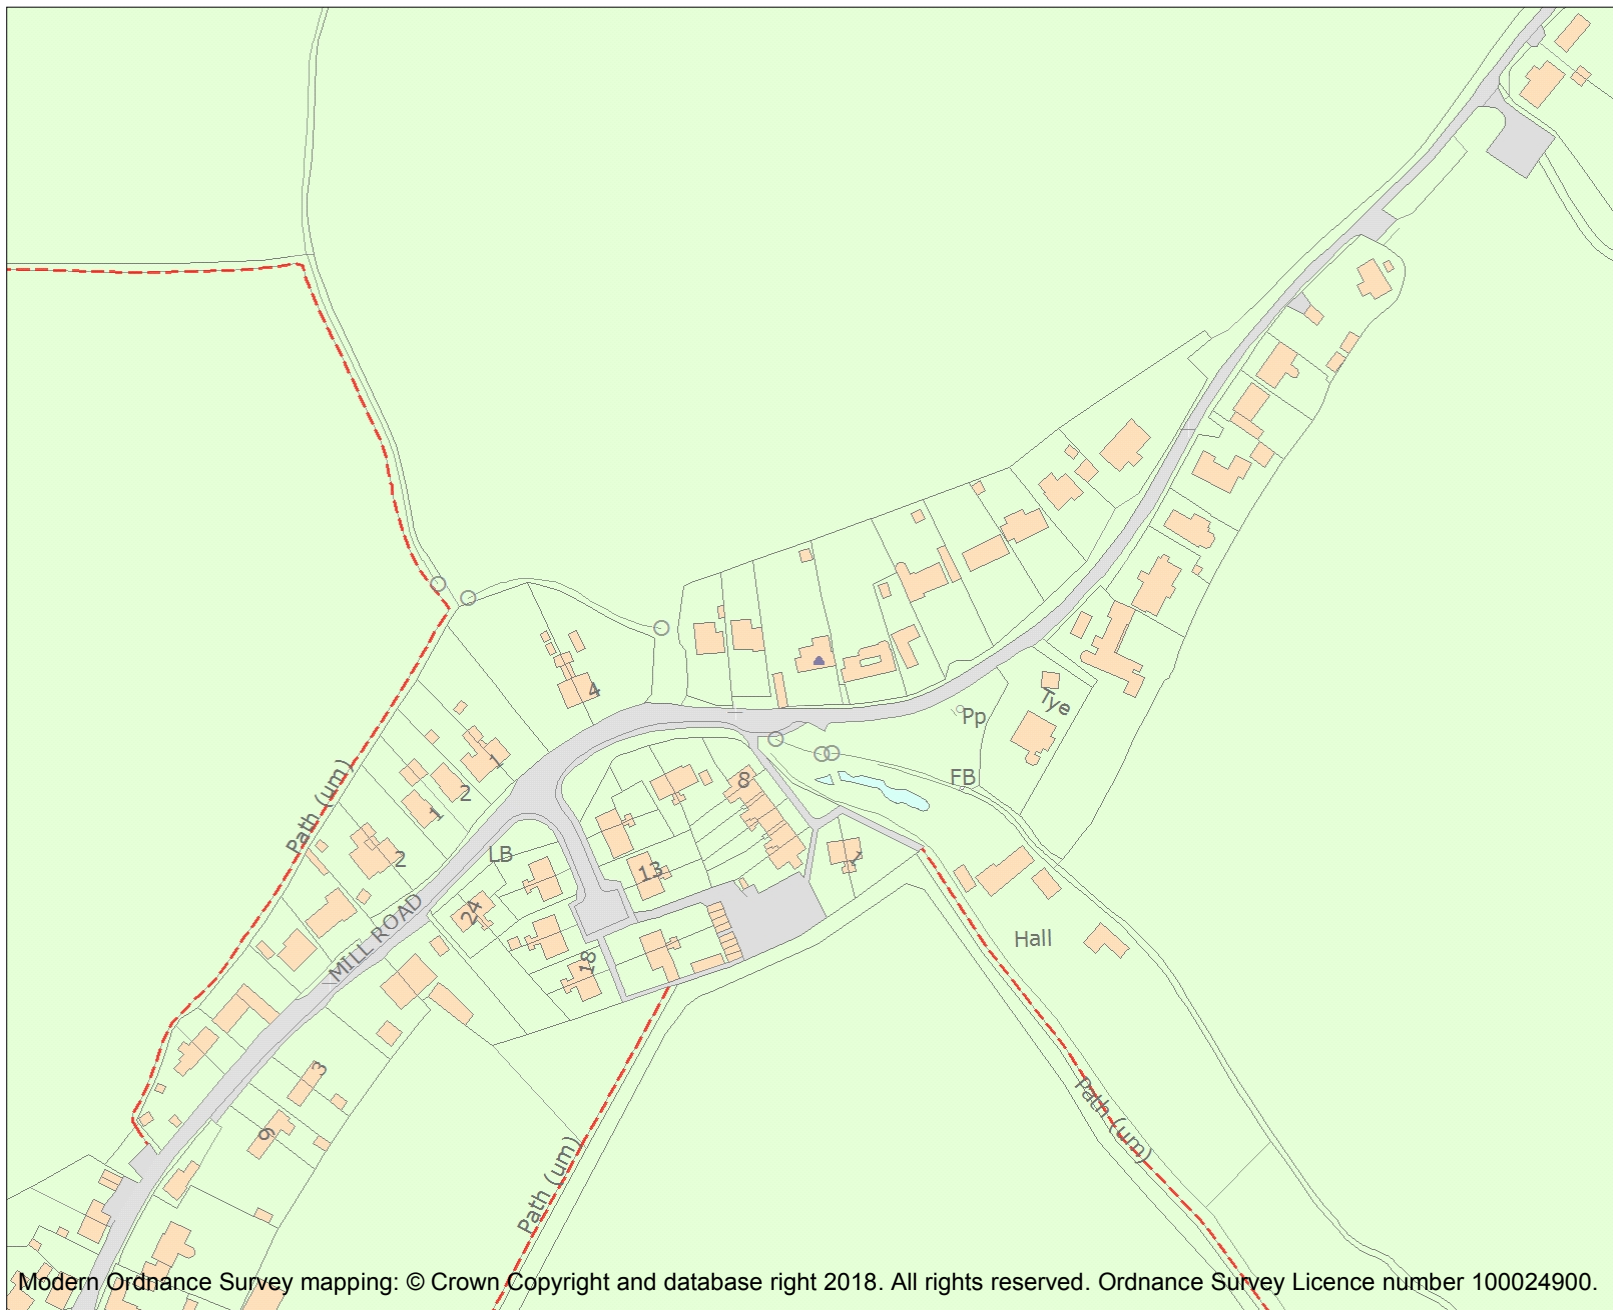 4
Tye
Pp
1
FB
8
2
Path (um)
1
2
LB
1
13
24
MILL ROAD
18
Hall
3
Path (um)
9
Path (um)
Modern Ordnance Survey mapping: © Crown Copyright and database right 2018. All rights reserved. Ordnance Survey Licence number 100024900.